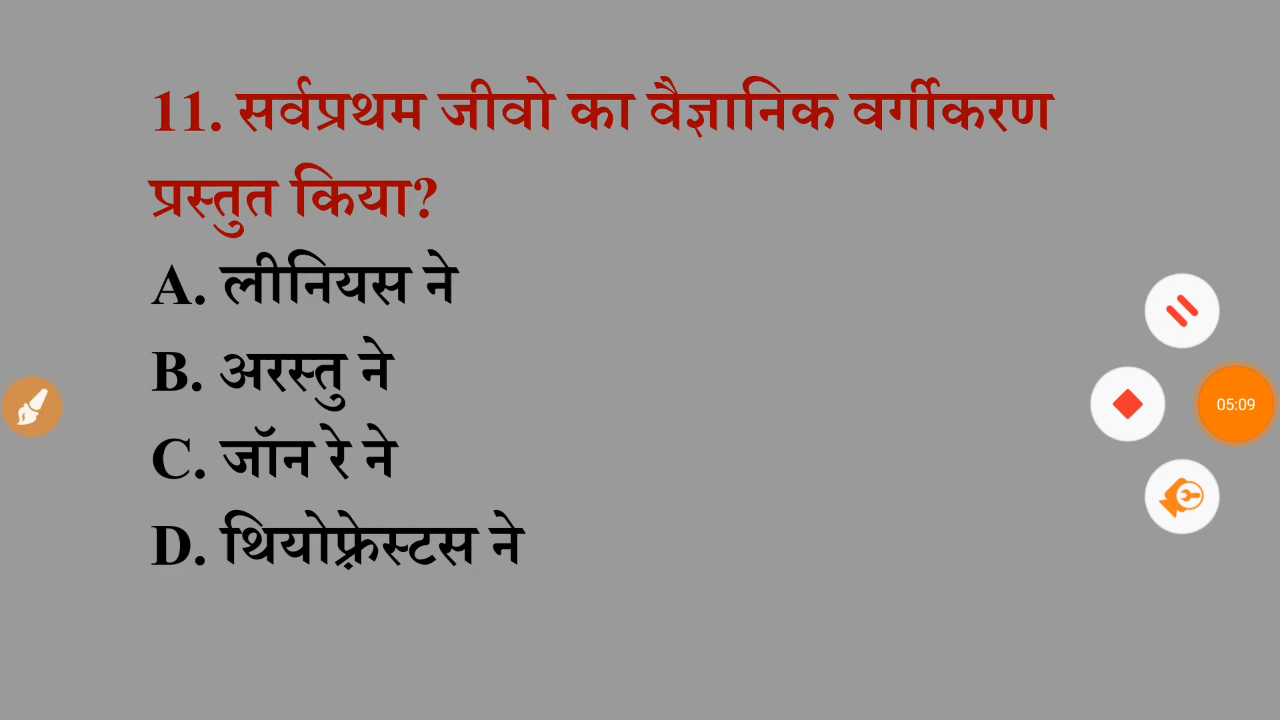 11. सर्वप्रथम जीवो का वैज्ञानिक वर्गीकरण
प्रस्तुत किया?
A. लीनियस ने
B. अरस्तु ने
C. जॉन रे ने
D. थियोफ़्रेस्टस ने
05:09